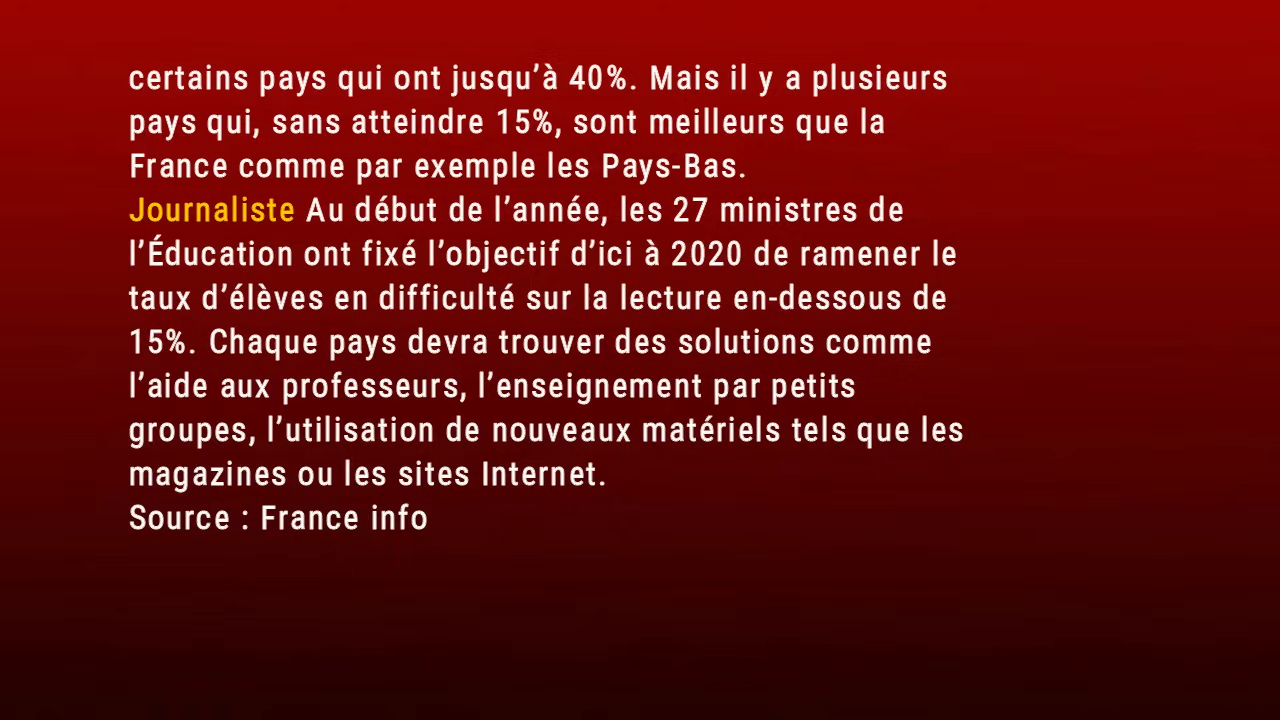 certains pays qui ont jusqu’à 40%. Mais il y a plusieurs
pays qui, sans atteindre 15%, sont meilleurs que la
France comme par exemple les Pays-Bas.
Journaliste Au début de l’année, les 27 ministres de
l’Éducation ont fixé l’objectif d’ici à 2020 de ramener le
taux d’élèves en difficulté sur la lecture en-dessous de
15%. Chaque pays devra trouver des solutions comme
l’aide aux professeurs, l’enseignement par petits
groupes, l’utilisation de nouveaux matériels tels que les
magazines ou les sites Internet.
Source : France info